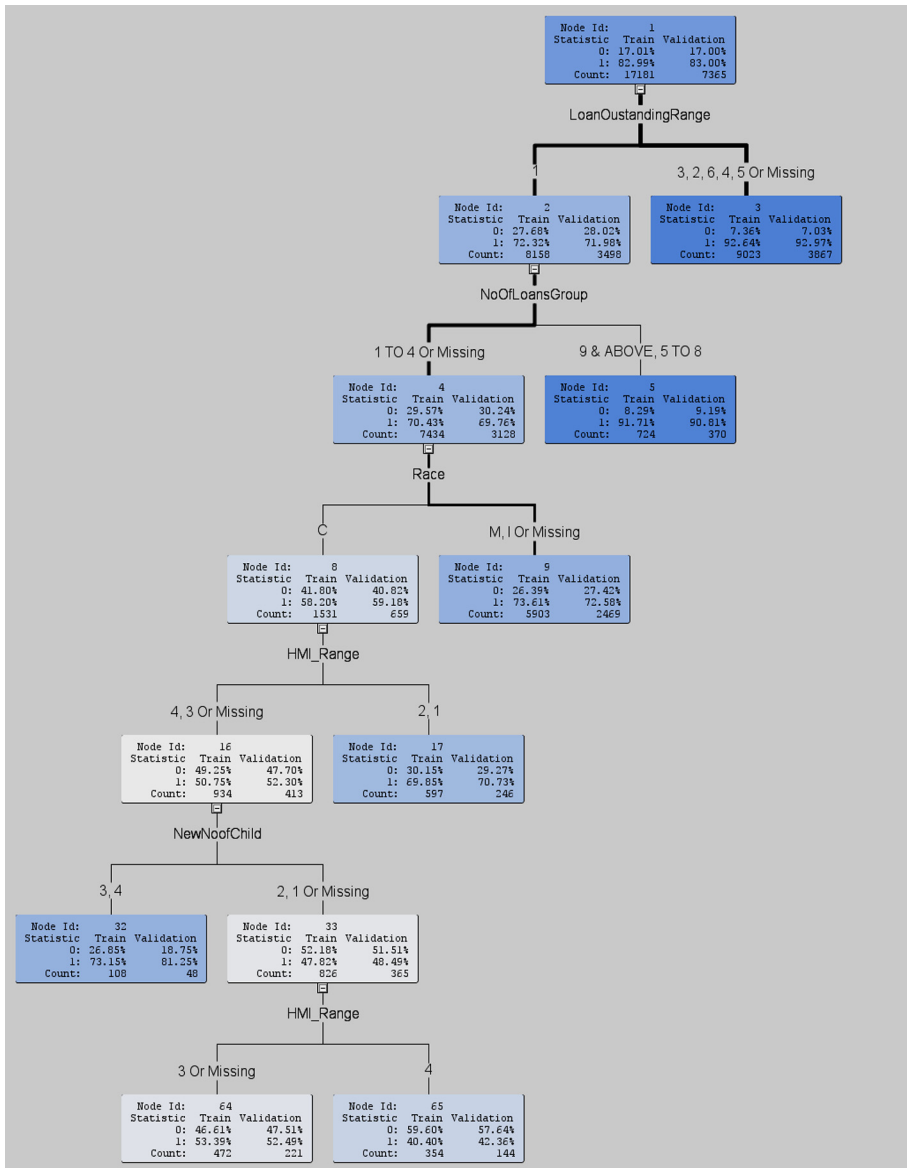 Node Id: 1
Statistic Train Validation
0: 17.01% 17.00%
1: 82.99% 83.00%
Count: 17181 7365
LoanOustandingRange
1
3, 2, 6, 4, 5 Or Missing
Node Id: 2
Statistic Train Validation
0: 27.68% 28.02%
1: 72.32% 71.98%
Count: 8158 3498
Node Id: 3
Statistic Train Validation
0: 7.36% 7.03%
1: 92.64% 92.97%
Count: 9023 3867
NoOfLoansGroup
1 TO 4 Or Missing
9 & ABOVE, 5 TO 8
Node Id: 4
Statistic Train Validation
0: 29.57% 30.24%
1: 70.43% 69.76%
Count: 7434 3128
Node Id: 5
Statistic Train Validation
0: 8.29% 9.19%
1: 91.71% 90.81%
Count: 724 370
Race
C
M, I Or Missing
Node Id: 8
Statistic Train Validation
0: 41.80% 40.82%
1: 58.20% 59.18%
Count: 1531 659
Node Id: 9
Statistic Train Validation
0: 26.39% 27.42%
1: 73.61% 72.58%
Count: 5903 2469
HMI_Range
4, 3 Or Missing
2, 1
Node Id: 16
Statistic Train Validation
0: 49.25% 47.70%
1: 50.75% 52.30%
Count: 934 413
Node Id: 17
Statistic Train Validation
0: 30.15% 29.27%
1: 69.85% 70.73%
Count: 597 246
NewNoofChild
3, 4
2, 1 Or Missing
Node Id: 32
Statistic Train Validation
0: 26.85% 18.75%
1: 73.15% 81.25%
Count: 108 48
Node Id: 33
Statistic Train Validation
0: 52.18% 51.51%
1: 47.82% 48.49%
Count: 826 365
HMI_Range
3 Or Missing
4
Node Id: 64
Statistic Train Validation
0: 46.61% 47.51%
1: 53.39% 52.49%
Count: 472 221
Node Id: 65
Statistic Train Validation
0: 59.60% 57.64%
1: 40.40% 42.36%
Count: 354 144